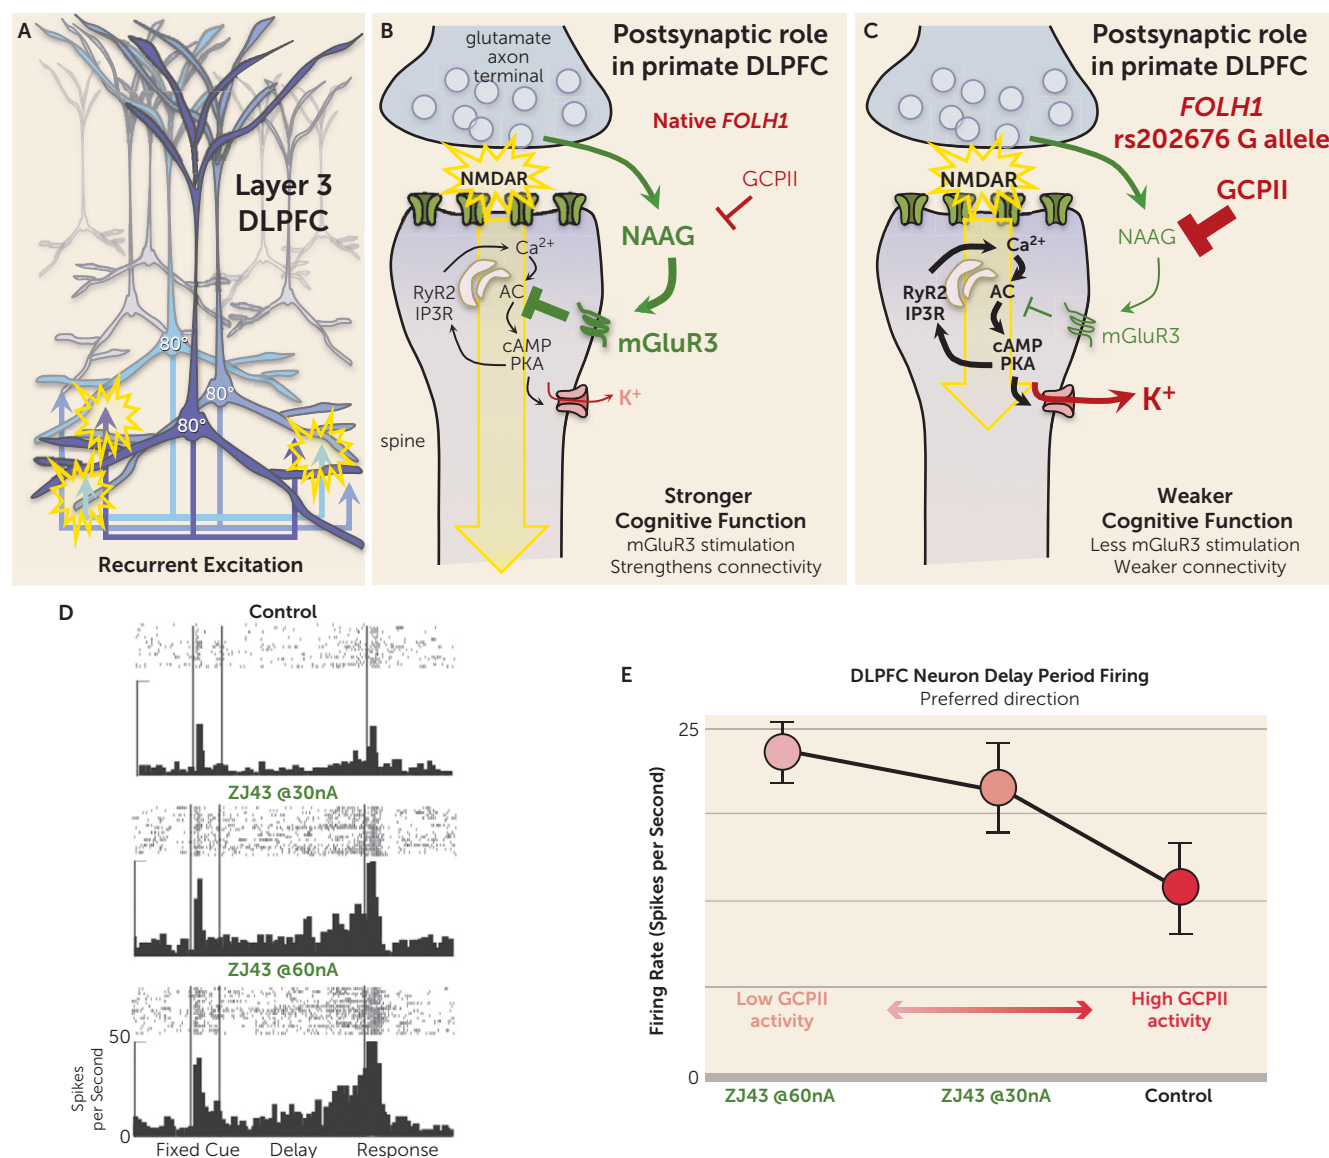 A
Layer 3
DLPFC
80°
80°
80°
Recurrent Excitation
B
glutamate
axon
terminal
Postsynaptic role
in primate DLPFC
Native FOLH1
NMDAR
GCPII
NAAG
Ca2+
RyR2
IP3R
AC
mGluR3
cAMP
PKA
K+
spine
Stronger
Cognitive Function
mGluR3 stimulation
Strengthens connectivity
C
Postsynaptic role
in primate DLPFC
FOLH1
rs202676 G allele
NMDAR
GCPII
NAAG
Ca2+
RyR2
IP3R
AC
mGluR3
cAMP
PKA
K+
Weaker
Cognitive Function
Less mGluR3 stimulation
Weaker connectivity
D
Control
ZJ43 @30nA
ZJ43 @60nA
50
Spikes
per Second
0
Fixed Cue
Delay
Response
E
DLPFC Neuron Delay Period Firing
Preferred direction
25
Firing Rate (Spikes per Second)
Low GCPII
activity
High GCPII
activity
0
ZJ43 @60nA
ZJ43 @30nA
Control